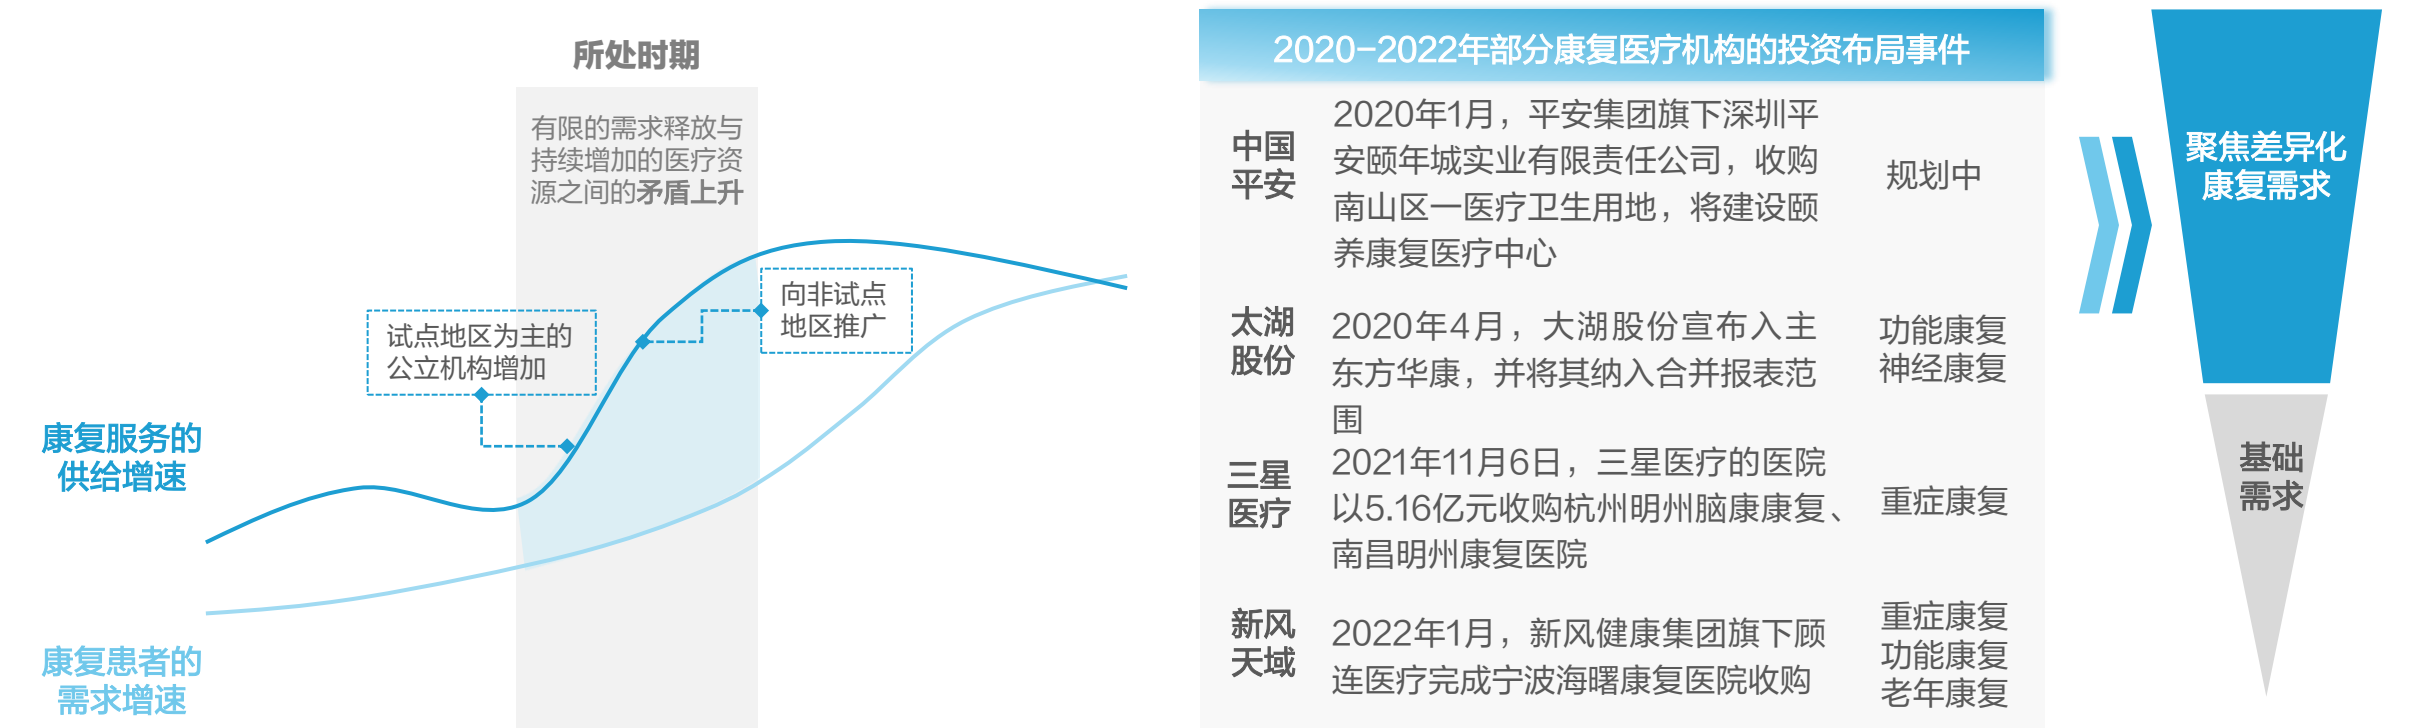 所处时期
有限的需求释放与
持续增加的医疗资
源之间的矛盾上升
向非试点
地区推广
试点地区为主的
公立机构增加
康复服务的
供给增速
康复患者的
需求增速
2020-2022年部分康复医疗机构的投资布局事件
中国
平安
2020年1月，平安集团旗下深圳平
安颐年城实业有限责任公司，收购
南山区一医疗卫生用地，将建设颐
养康复医疗中心
规划中
太湖
股份
2020年4月，大湖股份宣布入主
东方华康，并将其纳入合并报表范
围
功能康复
神经康复
三星
医疗
2021年11月6日，三星医疗的医院
以5.16亿元收购杭州明州脑康康复、
南昌明州康复医院
重症康复
新风
天域
2022年1月，新风健康集团旗下顾
连医疗完成宁波海曙康复医院收购
重症康复
功能康复
老年康复
聚焦差异化
康复需求
基础
需求